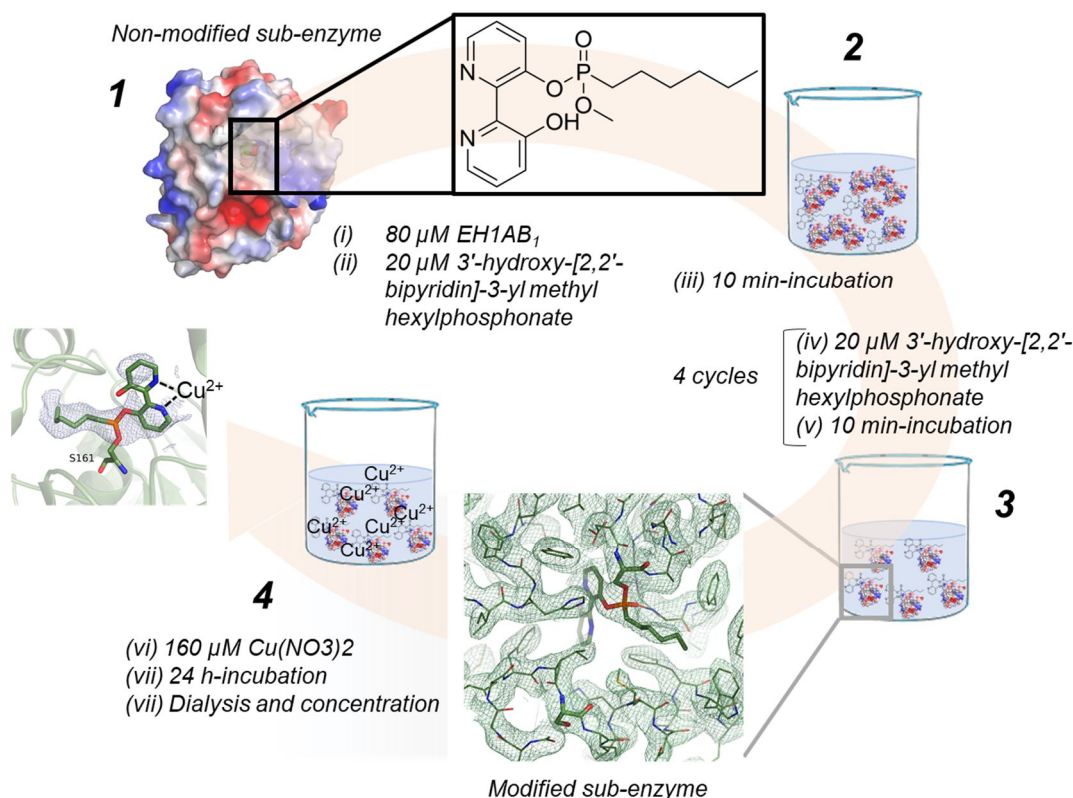 Non-modified sub-enzyme
1
N
N
O
O
P
O
OH
2
(i) 80 µM EH1AB₁
(ii) 20 µM 3'-hydroxy-[2,2'-
bipyridin]-3-yl methyl
hexylphosphonate
(iii) 10 min-incubation
4 cycles
(iv) 20 µM 3'-hydroxy-[2,2'-
bipyridin]-3-yl methyl
hexylphosphonate
(v) 10 min-incubation
3
Cu²⁺
S161
Cu²⁺
Cu²⁺
Cu²⁺
Cu²⁺
Cu²⁺
Cu²⁺
4
(vi) 160 µM Cu(NO3)2
(vii) 24 h-incubation
(vii) Dialysis and concentration
Modified sub-enzyme